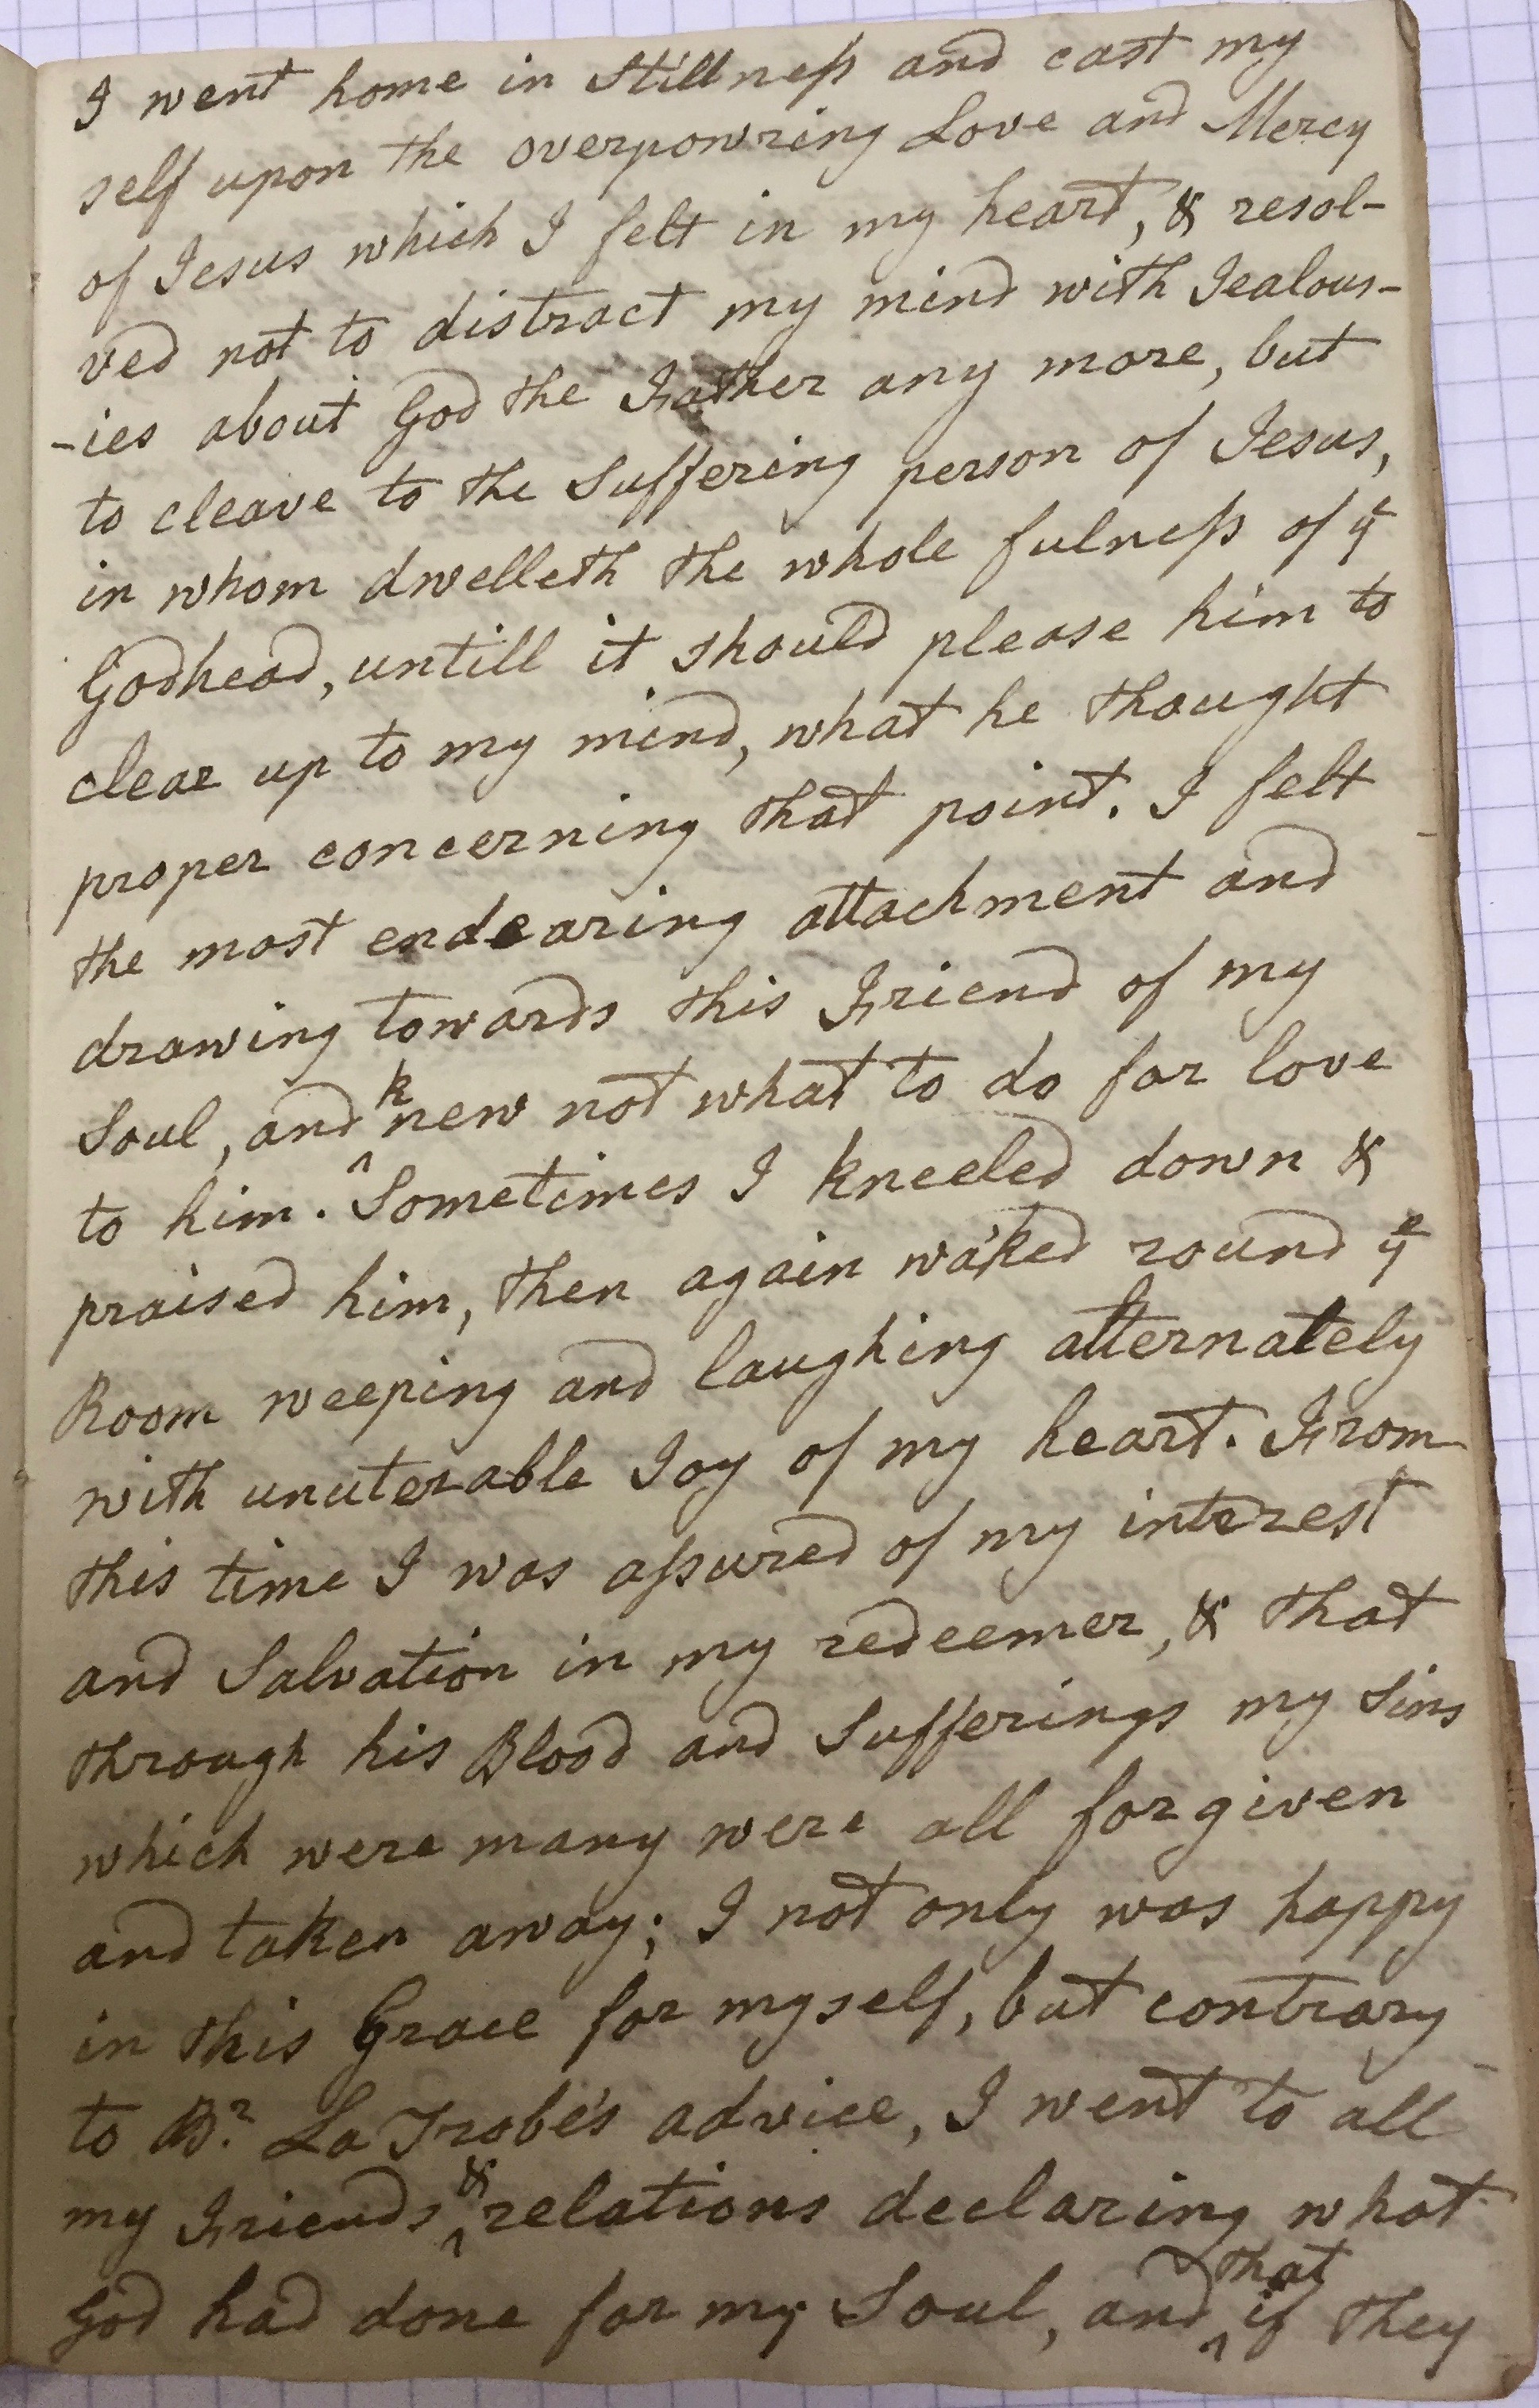 I went home in Stillness and cast my
self upon the overpowring Love and Mercy
of Jesus which I felt in my heart, & resol-
ved not to distract my mind with Jealous-
-ies about God the Father any more, but
to cleave to the Suffering person of Jesus,
in whom dwelleth the whole fulness of yͤ
Godhead, untill it should please him to
clear up to my mind, what he thought
proper concerning that point. I felt
the most endearing attachment and
drawing towards this Friend of my
Soul, and knew not what to do for love
to him. Sometimes I kneeled down &
praised him, then again wa'ked round yͤ
Room weeping and laughing alternately
with unuterable Joy of my heart. From
this time I was assured of my interest
and Salvation in my redeemer, & that
through his Blood and Sufferings my Sins
which were many were all forgiven
and taken away; I not only was happy
in this Grace for myself, but contrary
to Bʳ. La Trobe's advice, I went to all
my Friends & relations declaring what
God had done for my Soul, and that if they